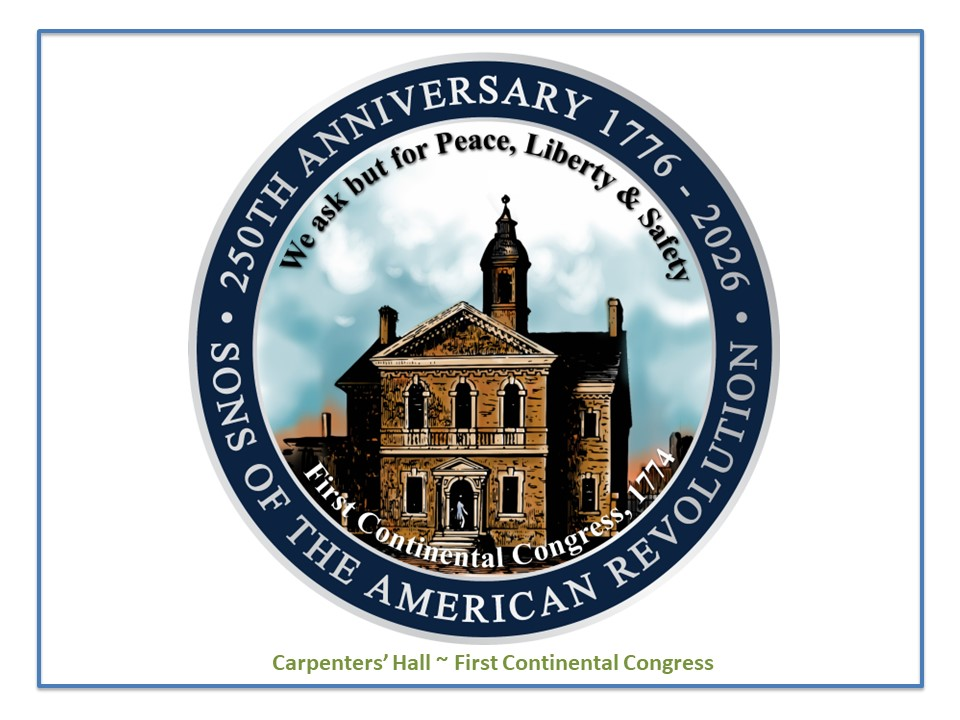 250TH ANNIVERSARY 1776 - 2026
We ask but for Peace, Liberty & Safety
First Continental Congress, 1774
• SONS OF THE AMERICAN REVOLUTION •
Carpenters’ Hall ~ First Continental Congress